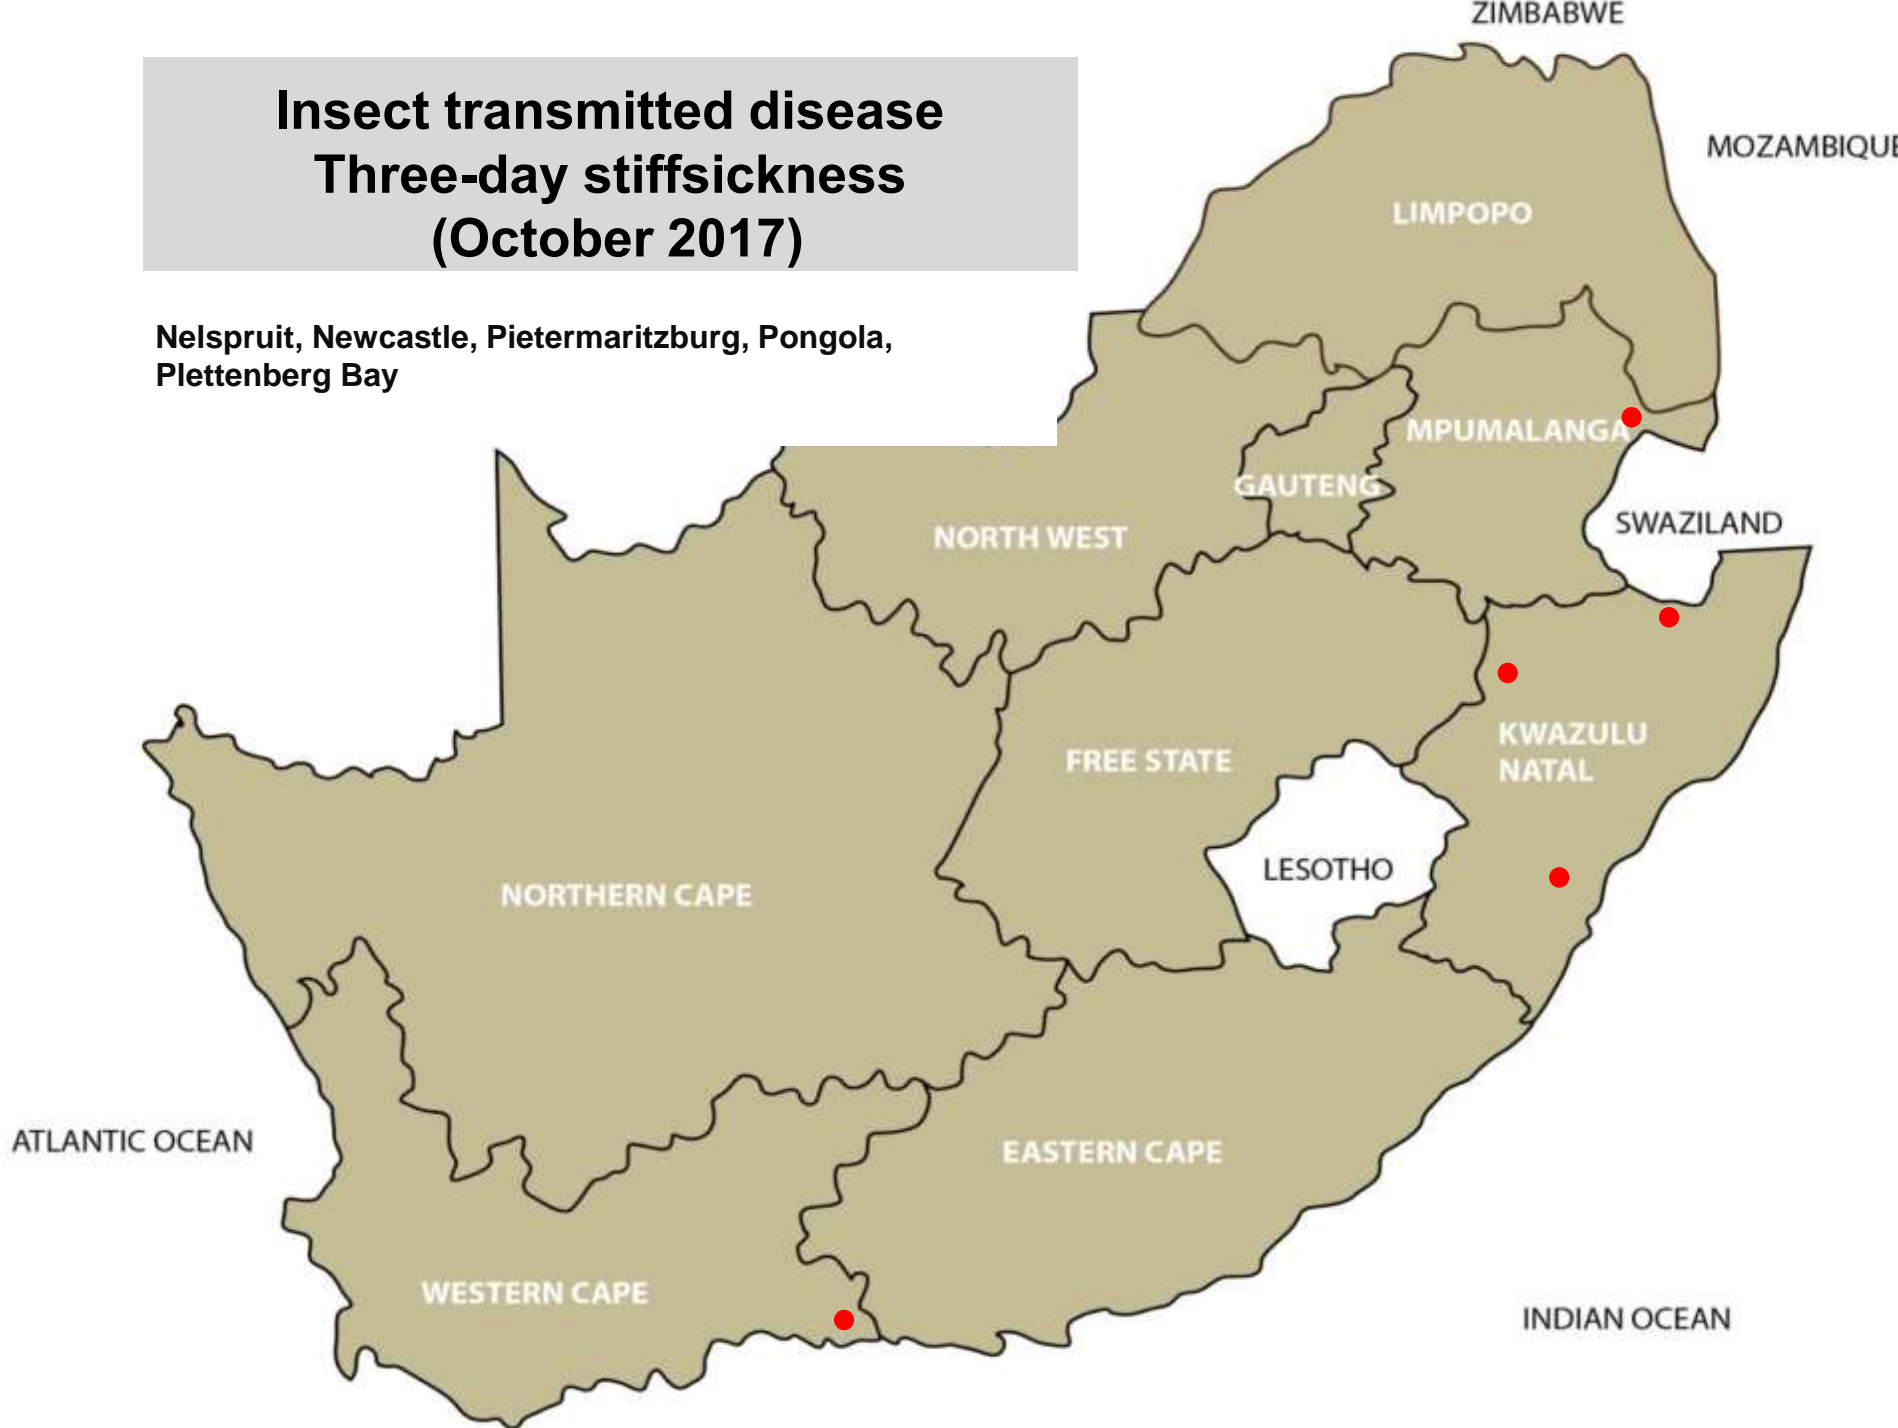 ZIMBABWE
Insect transmitted disease
Three-day stiffsickness
(October 2017)
MOZAMBIQUE
LIMPOPO
Nelspruit, Newcastle, Pietermaritzburg, Pongola,
Plettenberg Bay
MPUMALANGA
GAUTENG
SWAZILAND
NORTH WEST
KWAZULU
NATAL
FREE STATE
LESOTHO
NORTHERN CAPE
ATLANTIC OCEAN
EASTERN CAPE
WESTERN CAPE
INDIAN OCEAN